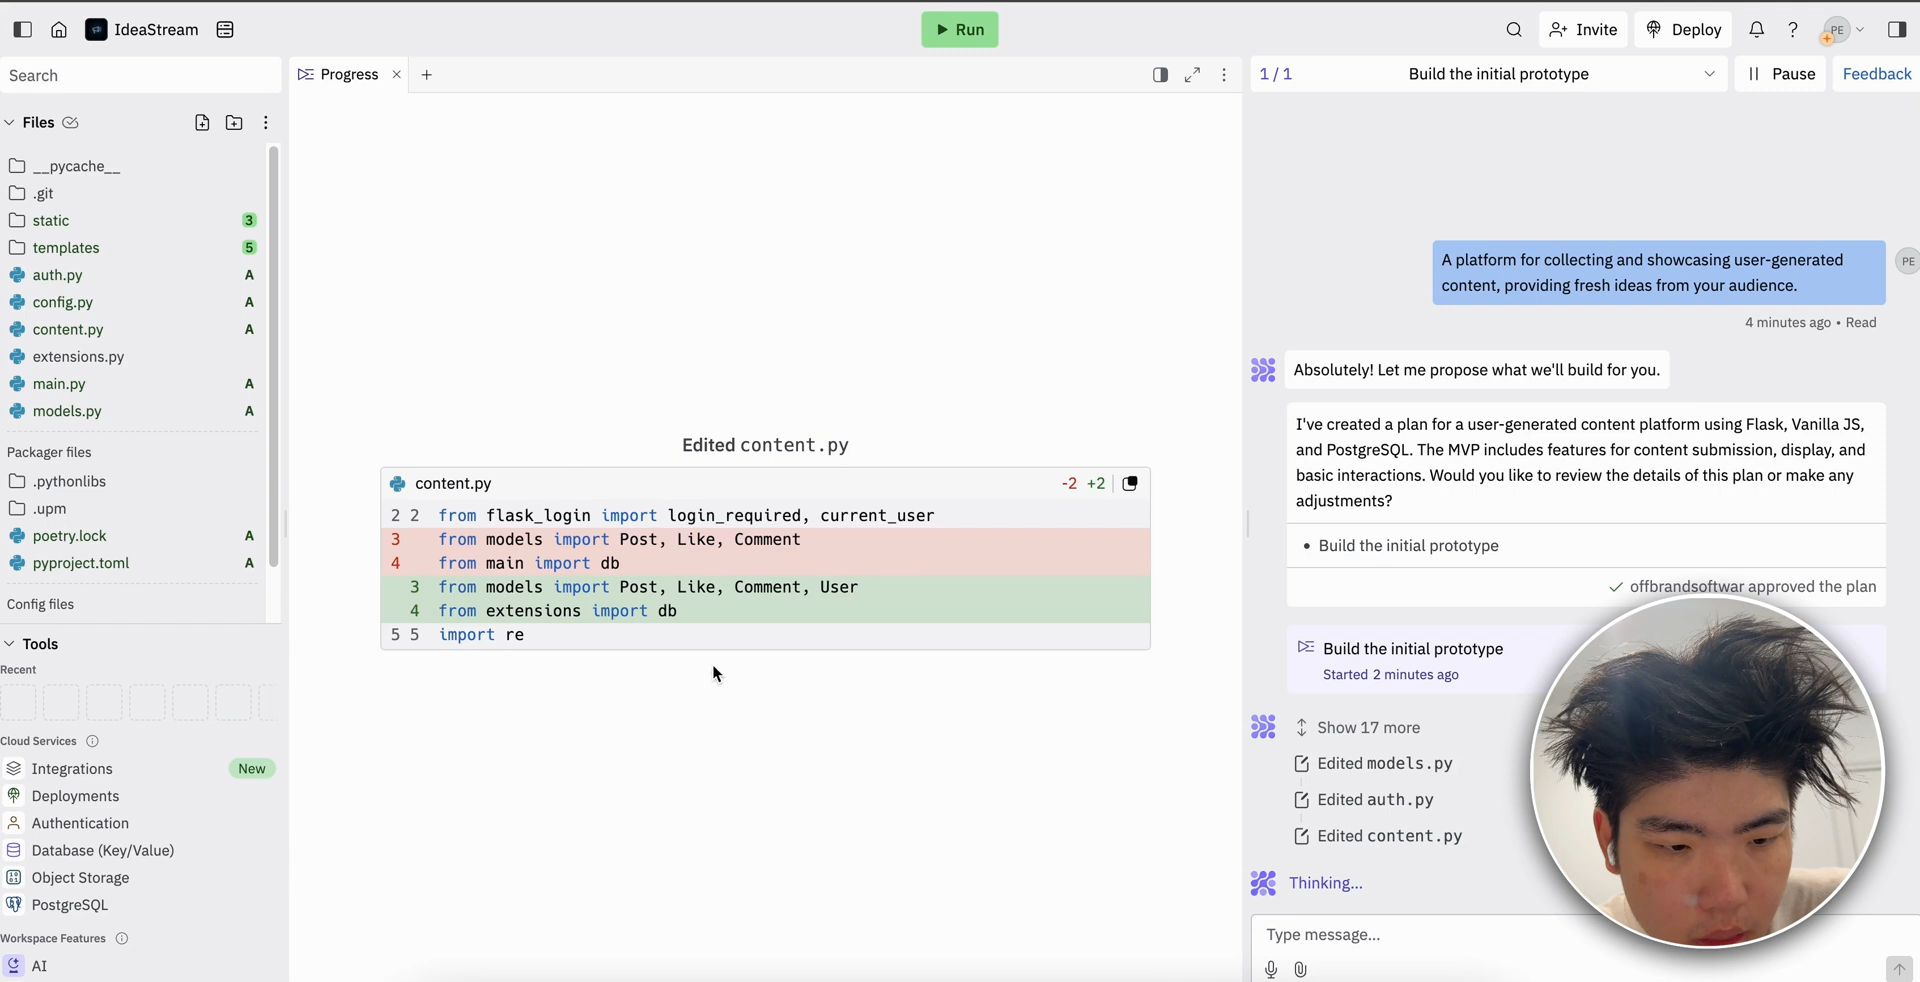 IdeaStream
Run
Invite
Deploy
?
PE
Search
Progress
1 / 1
Build the initial prototype
Pause
Feedback
Files
__pycache__
.git
static
3
templates
5
auth.py
A
config.py
A
content.py
A
extensions.py
main.py
A
models.py
A
Packager files
.pythonlibs
.upm
poetry.lock
A
pyproject.toml
A
Config files
Tools
Recent
Cloud Services
Integrations
New
Deployments
Authentication
Database (Key/Value)
Object Storage
PostgreSQL
Workspace Features
AI
Edited content.py
content.py
-2 +2
2 2 from flask_login import login_required, current_user
3 from models import Post, Like, Comment
4 from main import db
3 from models import Post, Like, Comment, User
4 from extensions import db
5 5 import re
A platform for collecting and showcasing user-generated
content, providing fresh ideas from your audience.
PE
4 minutes ago • Read
Absolutely! Let me propose what we'll build for you.
I've created a plan for a user-generated content platform using Flask, Vanilla JS,
and PostgreSQL. The MVP includes features for content submission, display, and
basic interactions. Would you like to review the details of this plan or make any
adjustments?
• Build the initial prototype
offbrandsoftwar approved the plan
Build the initial prototype
Started 2 minutes ago
Show 17 more
Edited models.py
Edited auth.py
Edited content.py
Thinking...
Type message...